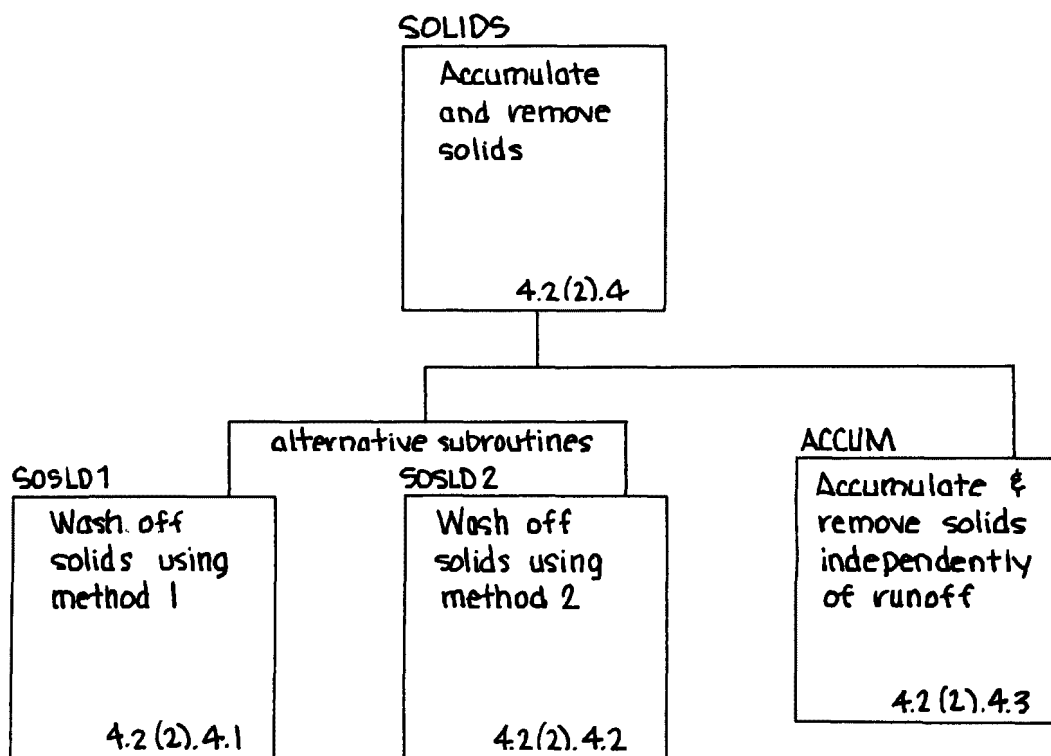 SOLIDS
Accumulate
and remove
solids
4.2(2).4
alternative subroutines
SOSLD1
Wash off
solids using
method 1
4.2(2).4.1
SOSLD2
Wash off
solids using
method 2
4.2(2).4.2
ACCUM
Accumulate &
remove solids
independently
of runoff
4.2(2).4.3